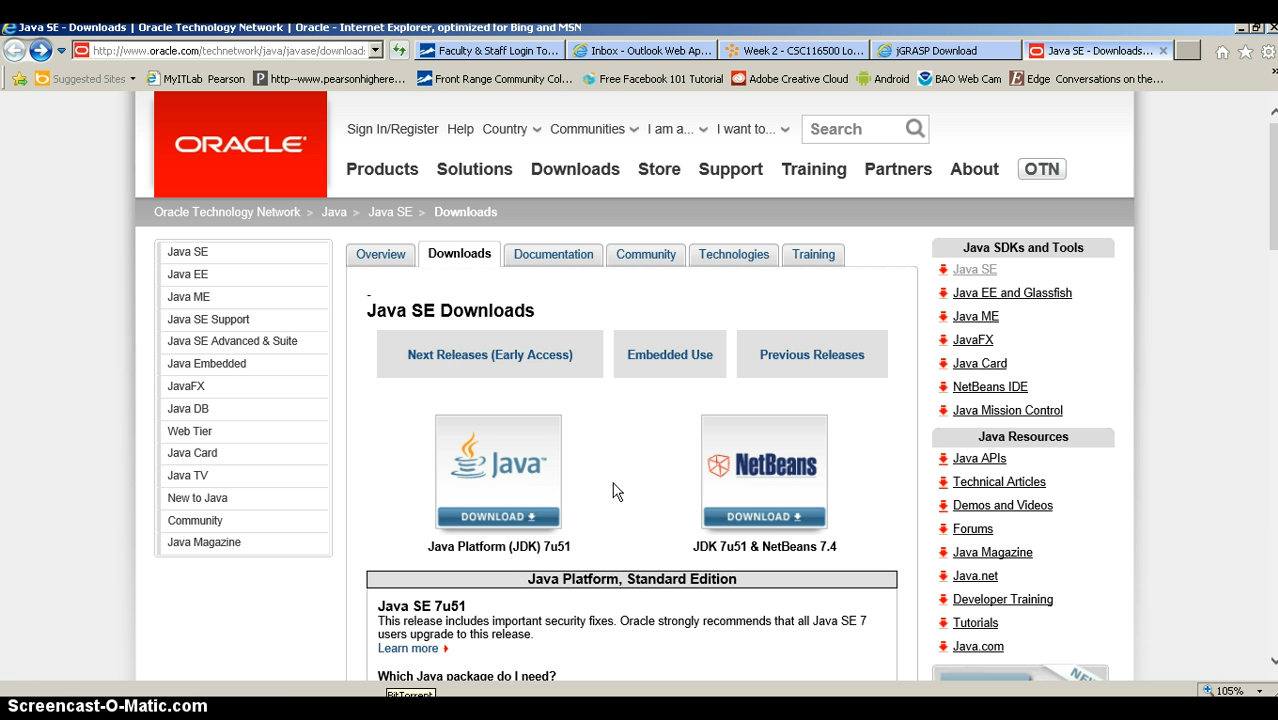 Java SE - Downloads | Oracle Technology Network | Oracle - Internet Explorer, optimized for Bing and MSN
http://www.oracle.com/technetwork/java/javase/download:
Faculty & Staff Login To...
Inbox - Outlook Web Ap...
Week 2 - CSC116500 Lo...
jGRASP Download
Java SE - Downloads...
Suggested Sites
MyITLab Pearson
http--www.pearsonhighere...
Front Range Community Col...
Free Facebook 101 Tutorial
Adobe Creative Cloud
Android
BAO Web Cam
Edge Conversations on the...
ORACLE
Sign In/Register Help Country Communities I am a... I want to... Search
Products Solutions Downloads Store Support Training Partners About OTN
Oracle Technology Network > Java > Java SE > Downloads
Java SE
Java EE
Java ME
Java SE Support
Java SE Advanced & Suite
Java Embedded
JavaFX
Java DB
Web Tier
Java Card
Java TV
New to Java
Community
Java Magazine
Overview Downloads Documentation Community Technologies Training
-
Java SE Downloads
Next Releases (Early Access) Embedded Use Previous Releases
Java
DOWNLOAD
Java Platform (JDK) 7u51
NetBeans
DOWNLOAD
JDK 7u51 & NetBeans 7.4
Java Platform, Standard Edition
Java SE 7u51
This release includes important security fixes. Oracle strongly recommends that all Java SE 7
users upgrade to this release.
Learn more
Which Java package do I need?
Java SDKs and Tools
Java SE
Java EE and Glassfish
Java ME
JavaFX
Java Card
NetBeans IDE
Java Mission Control
Java Resources
Java APIs
Technical Articles
Demos and Videos
Forums
Java Magazine
Java.net
Developer Training
Tutorials
Java.com
NEW
BitTorrent
105%
Screencast-O-Matic.com